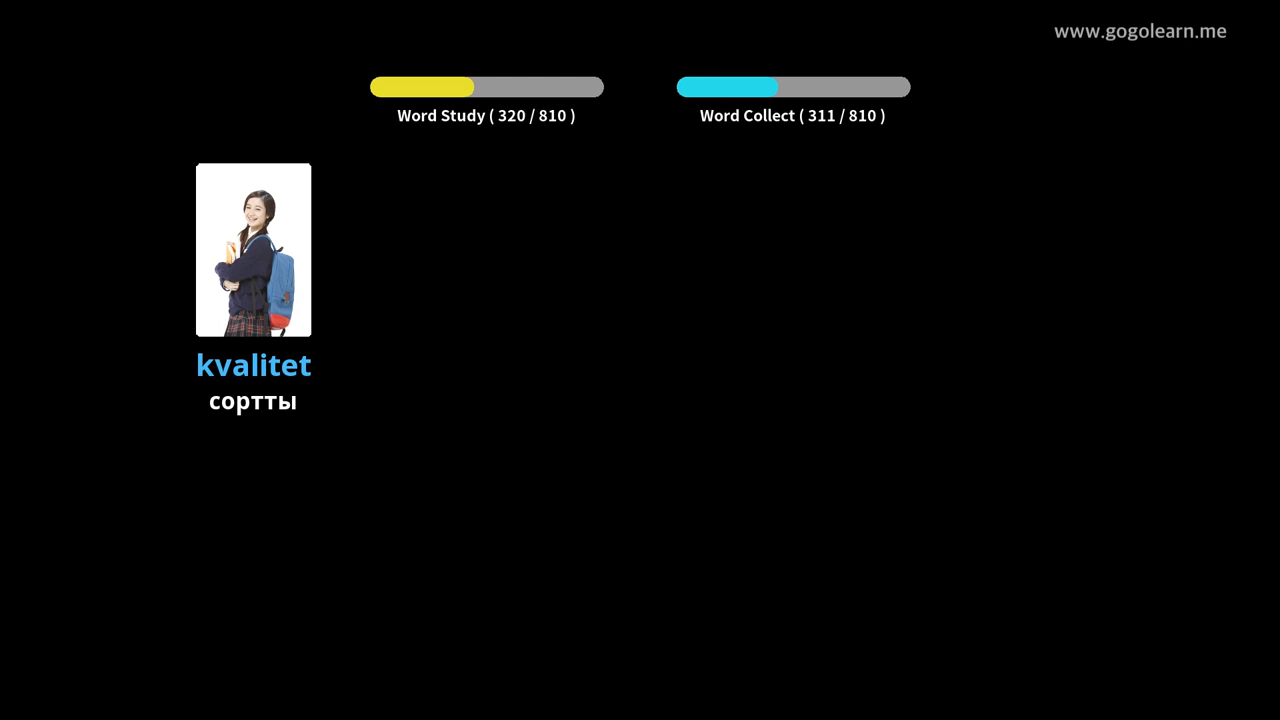 www.gogolearn.me
Word Study ( 320 / 810 )
Word Collect ( 311 / 810 )
kvalitet
сортты